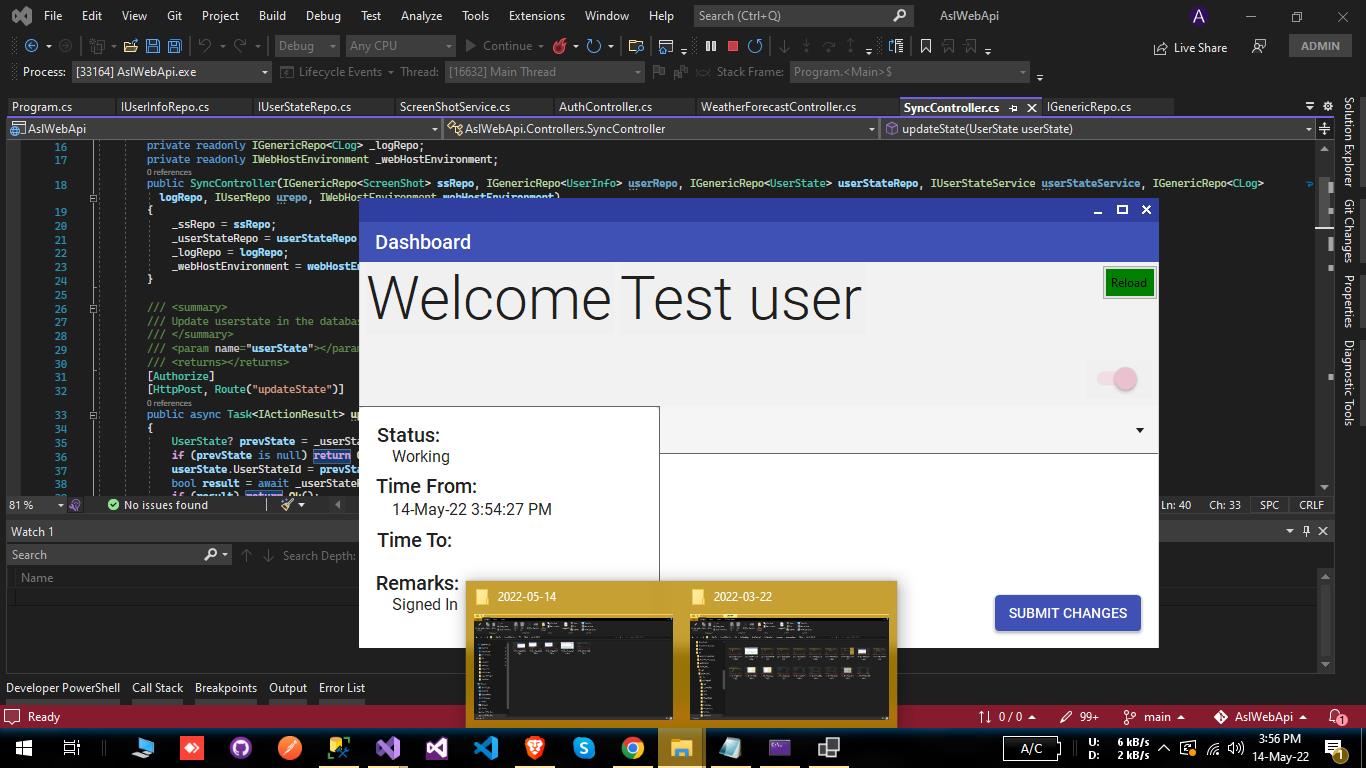 File Edit View Git Project Build Debug Test Analyze Tools Extensions Window Help Search (Ctrl+Q) AslWebApi A
Debug Any CPU Continue Live Share ADMIN
Process: [33164] AslWebApi.exe Lifecycle Events Thread: [16632] Main Thread Stack Frame: Program.<Main>$
Program.cs IUserInfoRepo.cs IUserStateRepo.cs ScreenShotService.cs AuthController.cs WeatherForecastController.cs SyncController.cs IGenericRepo.cs
AslWebApi AslWebApi.Controllers.SyncController updateState(UserState userState)
16 private readonly IGenericRepo<CLog> _logRepo;
17 private readonly IWebHostEnvironment _webHostEnvironment;
0 references
18 public SyncController(IGenericRepo<ScreenShot> ssRepo, IGenericRepo<UserInfo> userRepo, IGenericRepo<UserState> userStateRepo, IUserStateService userStateService, IGenericRepo<CLog>
logRepo, IUserRepo urepo, IWebHostEnvironment webHostEnvironment)
19 {
20 _ssRepo = ssRepo;
21 _userStateRepo = userStateRepo
22 _logRepo = logRepo;
23 _webHostEnvironment = webHostE
24 }
25
26 /// <summary>
27 /// Update userstate in the databas
28 /// </summary>
29 /// <param name="userState"></para
30 /// <returns></returns>
31 [Authorize]
32 [HttpPost, Route("updateState")]
0 references
33 public async Task<IActionResult> up
34 {
35 UserState? prevState = _userSta
36 if (prevState is null) return
37 userState.UserStateId = prevSta
38 bool result = await _userState
if (result) return Ok();
Dashboard
Welcome Test user
Reload
Status:
Working
Time From:
14-May-22 3:54:27 PM
Time To:
Remarks:
Signed In
SUBMIT CHANGES
Solution Explorer
Git Changes
Properties
Diagnostic Tools
81 % No issues found Ln: 40 Ch: 33 SPC CRLF
Watch 1
Search Search Depth:
Name
2022-05-14 2022-03-22
Developer PowerShell Call Stack Breakpoints Output Error List
Ready 0 / 0 99+ main AslWebApi 1
A/C U: 6 kB/s
D: 2 kB/s
3:56 PM
14-May-22
1